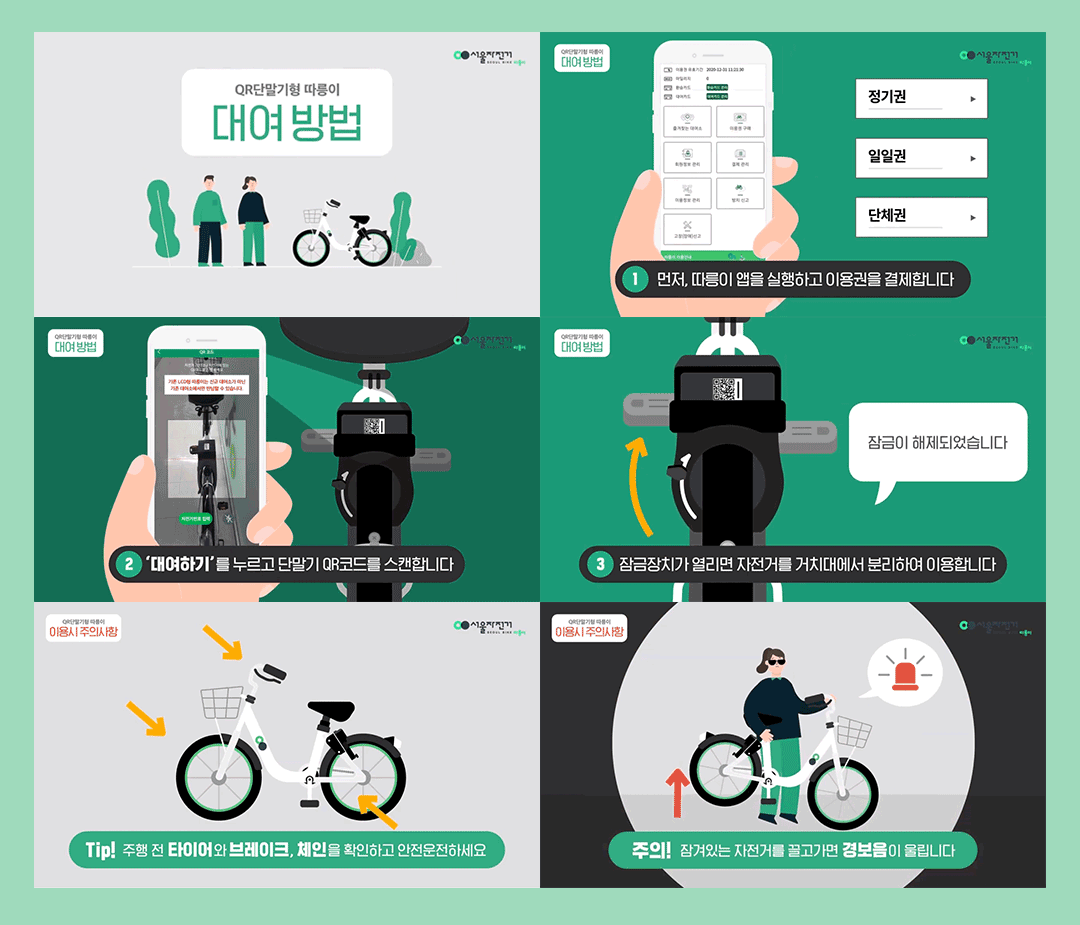 서울자전거
SEOUL BIKE 따릉이
QR단말기형 따릉이
대여 방법
QR단말기형 따릉이
대여 방법
서울자전거
SEOUL BIKE 따릉이
이용권 유효기간 2020-12-31 11:21:30
마일리지 0
환승카드 환승카드 관리
대여카드 대여카드 관리
즐겨찾는 대여소
이용권 구매
회원정보 관리
결제 관리
이용정보 관리
방치 신고
고장(장애)신고
따릉이 이용안내
정기권
일일권
단체권
1 먼저, 따릉이 앱을 실행하고 이용권을 결제합니다
QR단말기형 따릉이
대여 방법
서울자전거
SEOUL BIKE 따릉이
QR 코드
기존 LCD형 따릉이는 신규 대여소가 아닌
기존 대여소에서만 반납할 수 있습니다.
자전거번호 입력
2 '대여하기'를 누르고 단말기 QR코드를 스캔합니다
QR단말기형 따릉이
대여 방법
서울자전거
SEOUL BIKE 따릉이
잠금이 해제되었습니다
3 잠금장치가 열리면 자전거를 거치대에서 분리하여 이용합니다
QR단말기형 따릉이
이용시 주의사항
서울자전거
SEOUL BIKE 따릉이
Tip! 주행 전 타이어와 브레이크, 체인을 확인하고 안전운전하세요
QR단말기형 따릉이
이용시 주의사항
서울자전거
SEOUL BIKE 따릉이
주의! 잠겨있는 자전거를 끌고가면 경보음이 울립니다